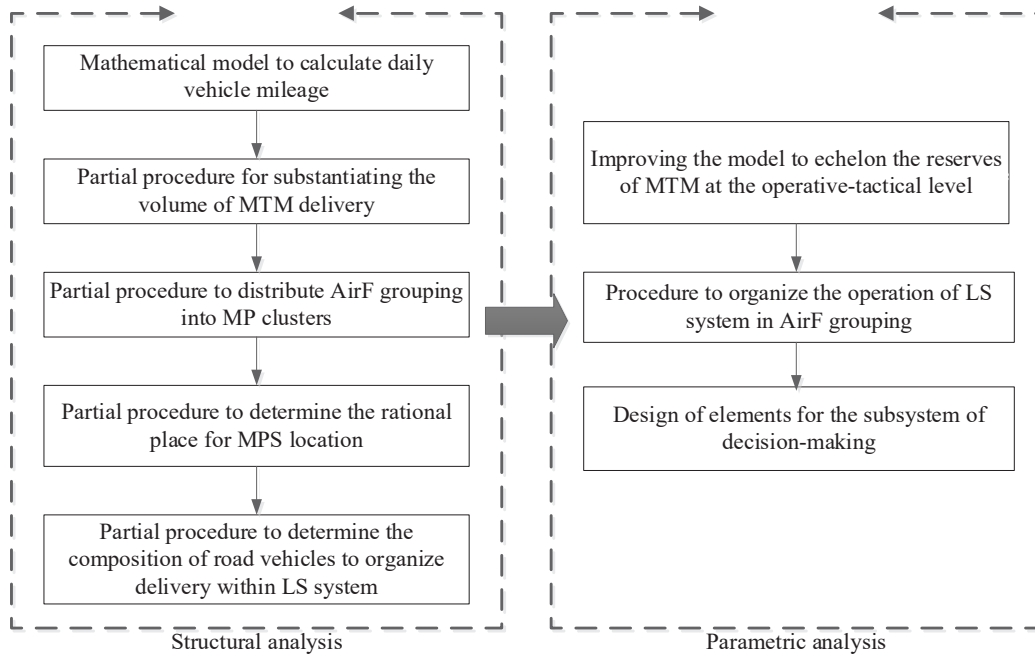 Mathematical model to calculate daily
vehicle mileage
Partial procedure for substantiating the
volume of MTM delivery
Partial procedure to distribute AirF grouping
into MP clusters
Partial procedure to determine the rational
place for MPS location
Partial procedure to determine the
composition of road vehicles to organize
delivery within LS system
Structural analysis
Improving the model to echelon the reserves
of MTM at the operative-tactical level
Procedure to organize the operation of LS
system in AirF grouping
Design of elements for the subsystem of
decision-making
Parametric analysis